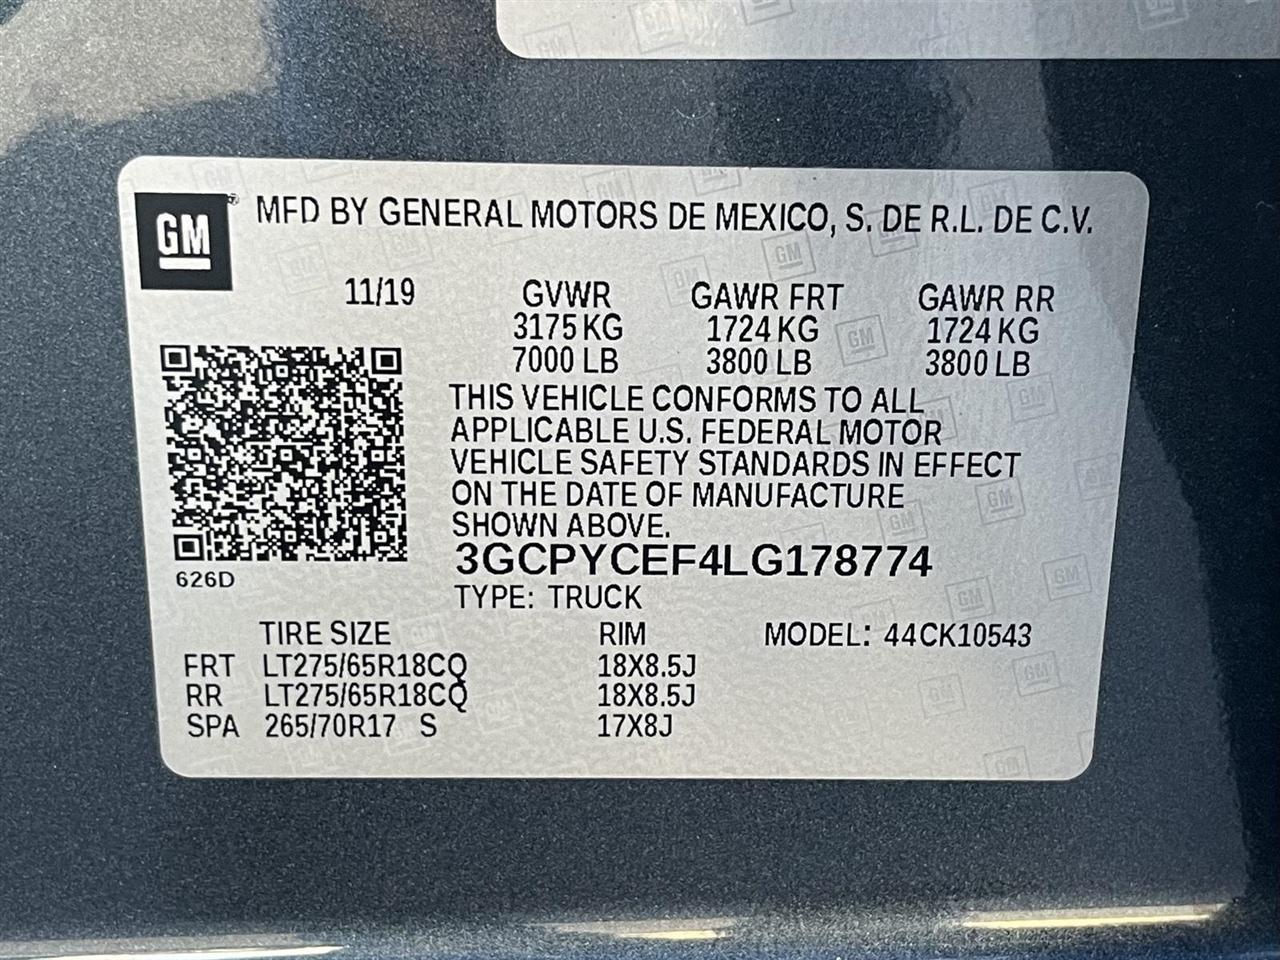 GM ® MFD BY GENERAL MOTORS DE MEXICO, S. DE R.L. DE C.V.
11/19 GVWR GAWR FRT GAWR RR
3175 KG 1724 KG 1724 KG
7000 LB 3800 LB 3800 LB
THIS VEHICLE CONFORMS TO ALL
APPLICABLE U.S. FEDERAL MOTOR
VEHICLE SAFETY STANDARDS IN EFFECT
ON THE DATE OF MANUFACTURE
SHOWN ABOVE.
3GCPYCEF4LG178774
626D
TYPE: TRUCK
TIRE SIZE RIM MODEL: 44CK10543
FRT LT275/65R18CQ 18X8.5J
RR LT275/65R18CQ 18X8.5J
SPA 265/70R17 S 17X8J